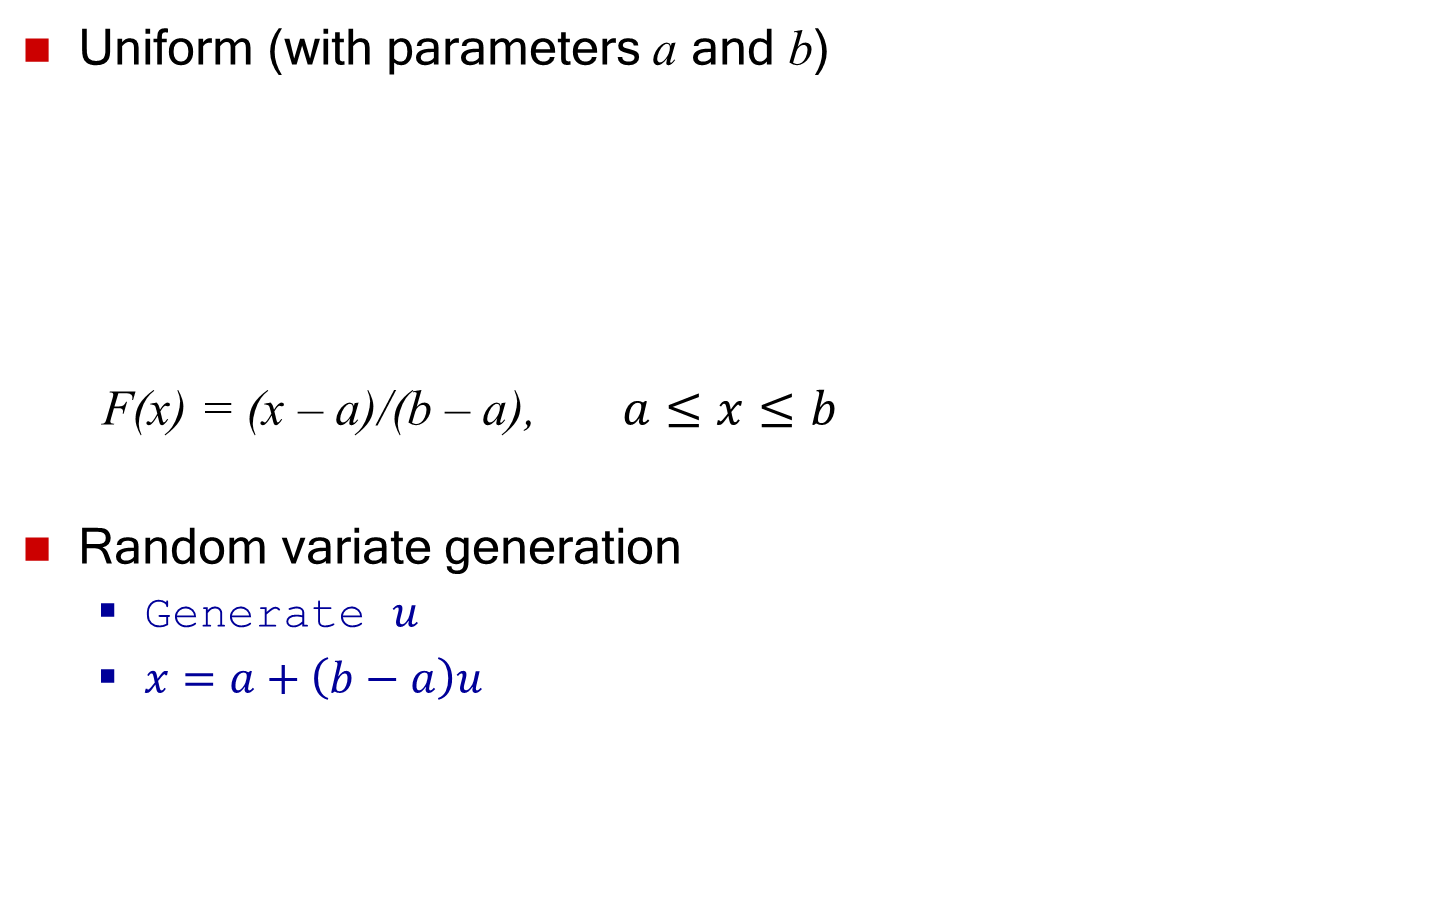 ■ Uniform (with parameters a and b)
F(x) = (x – a)/(b – a), a ≤ x ≤ b
■ Random variate generation
▪ Generate u
▪ x = a + (b − a)u